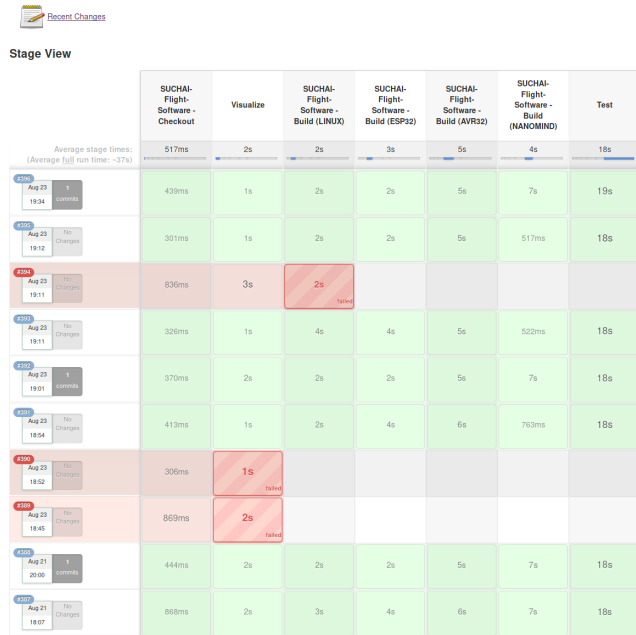 Recent Changes
Stage View
SUCHAI-
Flight-
Software -
Checkout
Visualize
SUCHAI-
Flight-
Software -
Build (LINUX)
SUCHAI-
Flight-
Software -
Build (ESP32)
SUCHAI-
Flight-
Software -
Build (AVR32)
SUCHAI-
Flight-
Software -
Build
(NANOMIND)
Test
Average stage times:
(Average full run time: ~37s)
517ms 2s 2s 3s 5s 4s 18s
#396
Aug 23
19:34
1
commits
439ms 1s 2s 2s 5s 7s 19s
#395
Aug 23
19:12
No
Changes
301ms 1s 2s 2s 5s 517ms 18s
#394
Aug 23
19:11
No
Changes
836ms 3s 2s
failed
#393
Aug 23
19:11
No
Changes
326ms 1s 4s 4s 5s 522ms 18s
#392
Aug 23
19:01
1
commits
370ms 2s 2s 2s 5s 7s 18s
#391
Aug 23
18:54
No
Changes
413ms 1s 2s 4s 6s 763ms 18s
#390
Aug 23
18:52
No
Changes
306ms 1s
failed
#389
Aug 23
18:45
No
Changes
869ms 2s
failed
#388
Aug 21
20:00
1
commits
444ms 2s 2s 2s 5s 7s 18s
#387
Aug 21
18:07
No
Changes
868ms 2s 3s 4s 6s 7s 18s